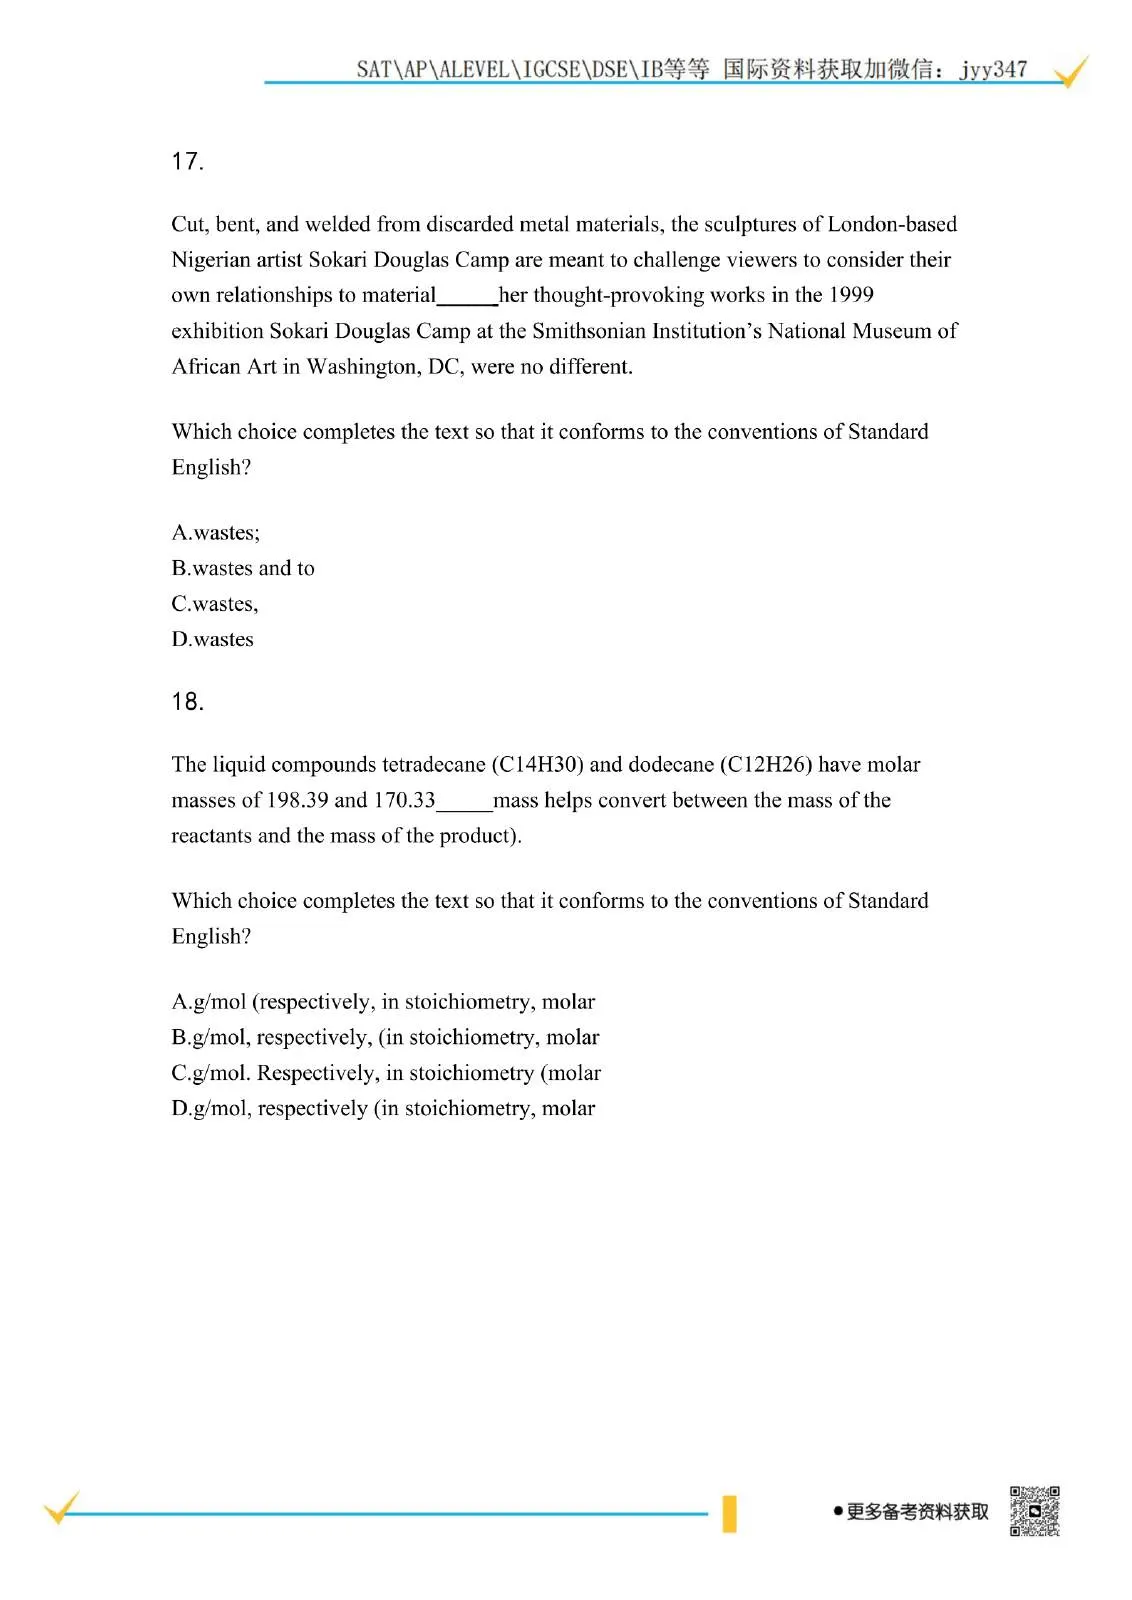 SAT\AP\ALEVEL\IGCSE\DSE\IB等等 国际资料获取加微信：jyy347
17.
Cut, bent, and welded from discarded metal materials, the sculptures of London-based
Nigerian artist Sokari Douglas Camp are meant to challenge viewers to consider their
own relationships to material_____her thought-provoking works in the 1999
exhibition Sokari Douglas Camp at the Smithsonian Institution’s National Museum of
African Art in Washington, DC, were no different.
Which choice completes the text so that it conforms to the conventions of Standard
English?
A.wastes;
B.wastes and to
C.wastes,
D.wastes
18.
The liquid compounds tetradecane (C14H30) and dodecane (C12H26) have molar
masses of 198.39 and 170.33_____mass helps convert between the mass of the
reactants and the mass of the product).
Which choice completes the text so that it conforms to the conventions of Standard
English?
A.g/mol (respectively, in stoichiometry, molar
B.g/mol, respectively, (in stoichiometry, molar
C.g/mol. Respectively, in stoichiometry (molar
D.g/mol, respectively (in stoichiometry, molar
●更多备考资料获取